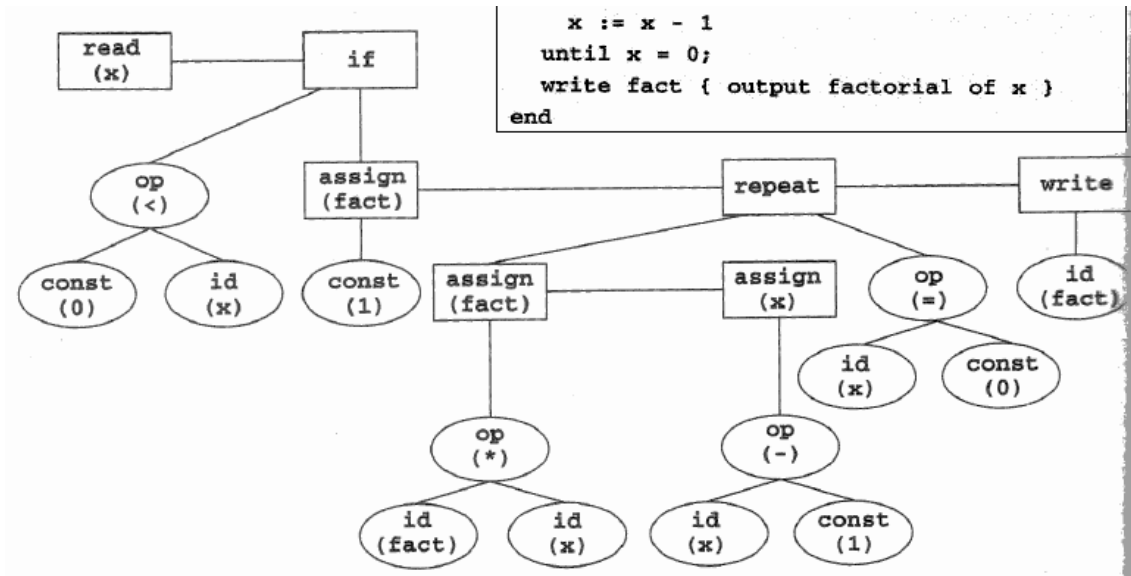 x := x - 1
until x = 0;
write fact { output factorial of x }
end
read
(x)
if
op
(<)
assign
(fact)
repeat
write
const
(0)
id
(x)
const
(1)
assign
(fact)
assign
(x)
op
(=)
id
(fact)
id
(x)
const
(0)
op
(*)
op
(-)
id
(fact)
id
(x)
id
(x)
const
(1)